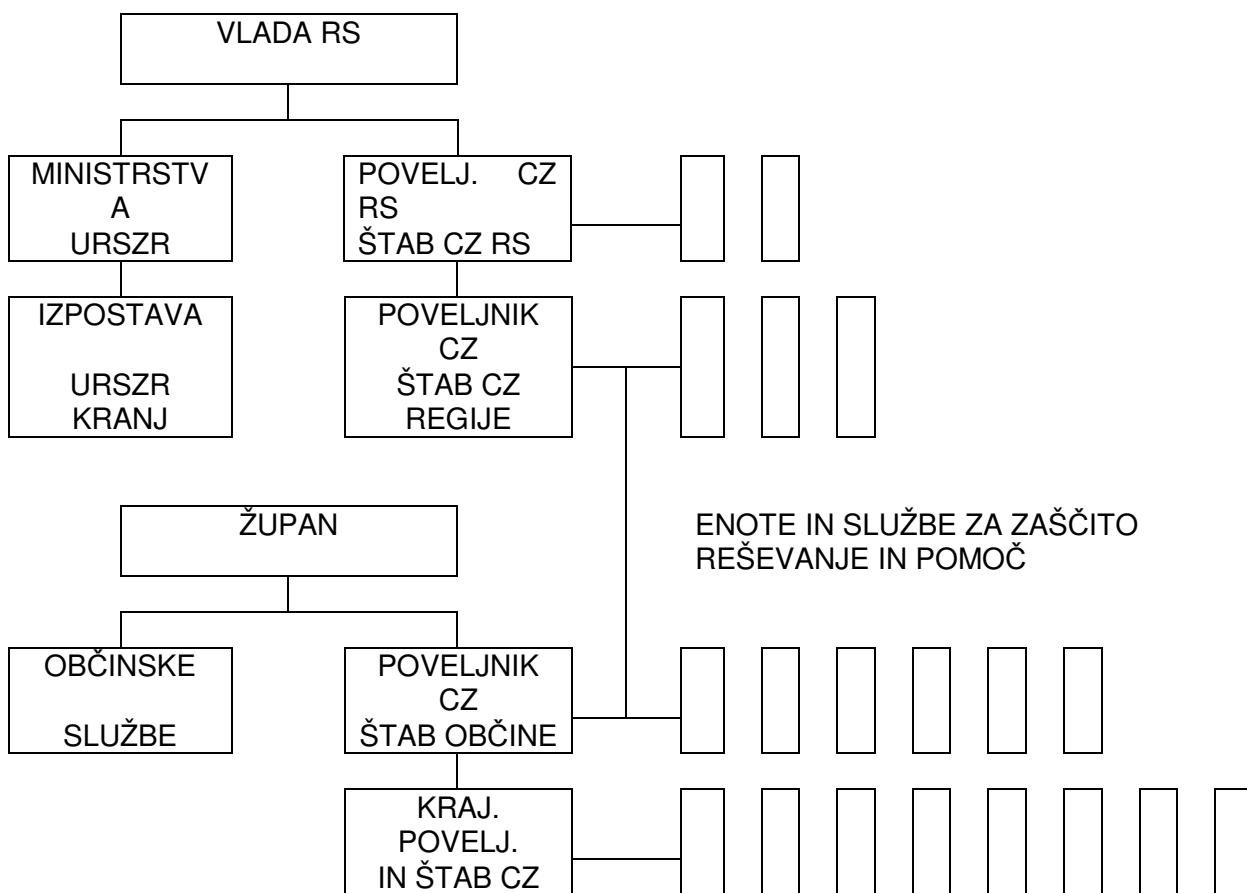 VLADA RS
MINISTRSTV
A
URSZR
POVELJ. CZ
RS
ŠTAB CZ RS
IZPOSTAVA
URSZR
KRANJ
POVELJNIK
CZ
ŠTAB CZ
REGIJE
ŽUPAN
ENOTE IN SLUŽBE ZA ZAŠČITO
REŠEVANJE IN POMOČ
OBČINSKE
SLUŽBE
POVELJNIK
CZ
ŠTAB OBČINE
KRAJ.
POVELJ.
IN ŠTAB CZ